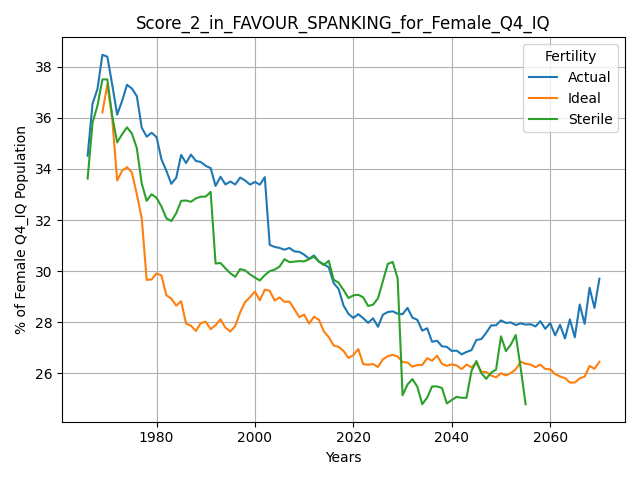 Score_2_in_FAVOUR_SPANKING_for_Female_Q4_IQ
% of Female Q4_IQ Population
38
36
34
32
30
28
26
Fertility
Actual
Ideal
Sterile
1980
2000
2020
2040
2060
Years